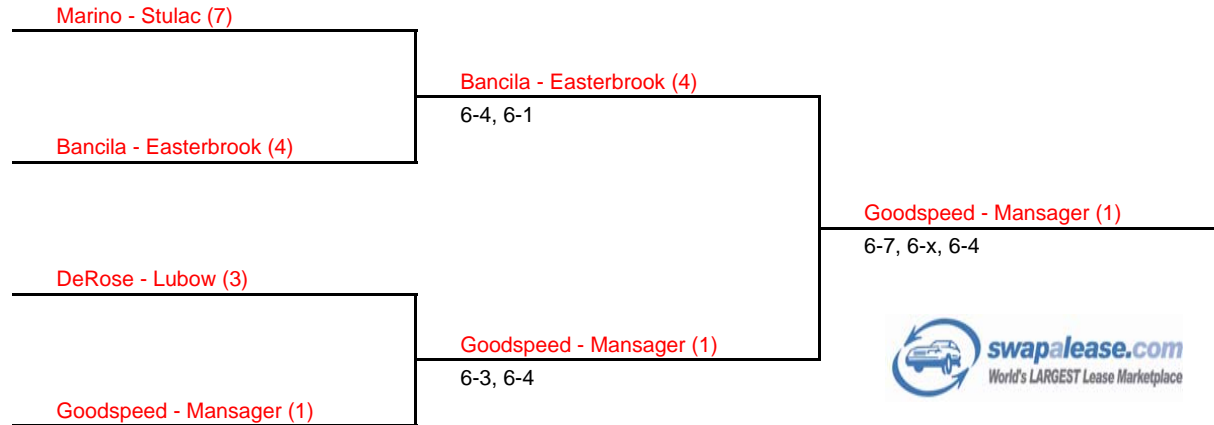 Marino - Stulac (7)
Bancila - Easterbrook (4)
6-4, 6-1
Bancila - Easterbrook (4)
Goodspeed - Mansager (1)
6-7, 6-x, 6-4
DeRose - Lubow (3)
Goodspeed - Mansager (1)
6-3, 6-4
Goodspeed - Mansager (1)
swapalease.com
World's LARGEST Lease Marketplace